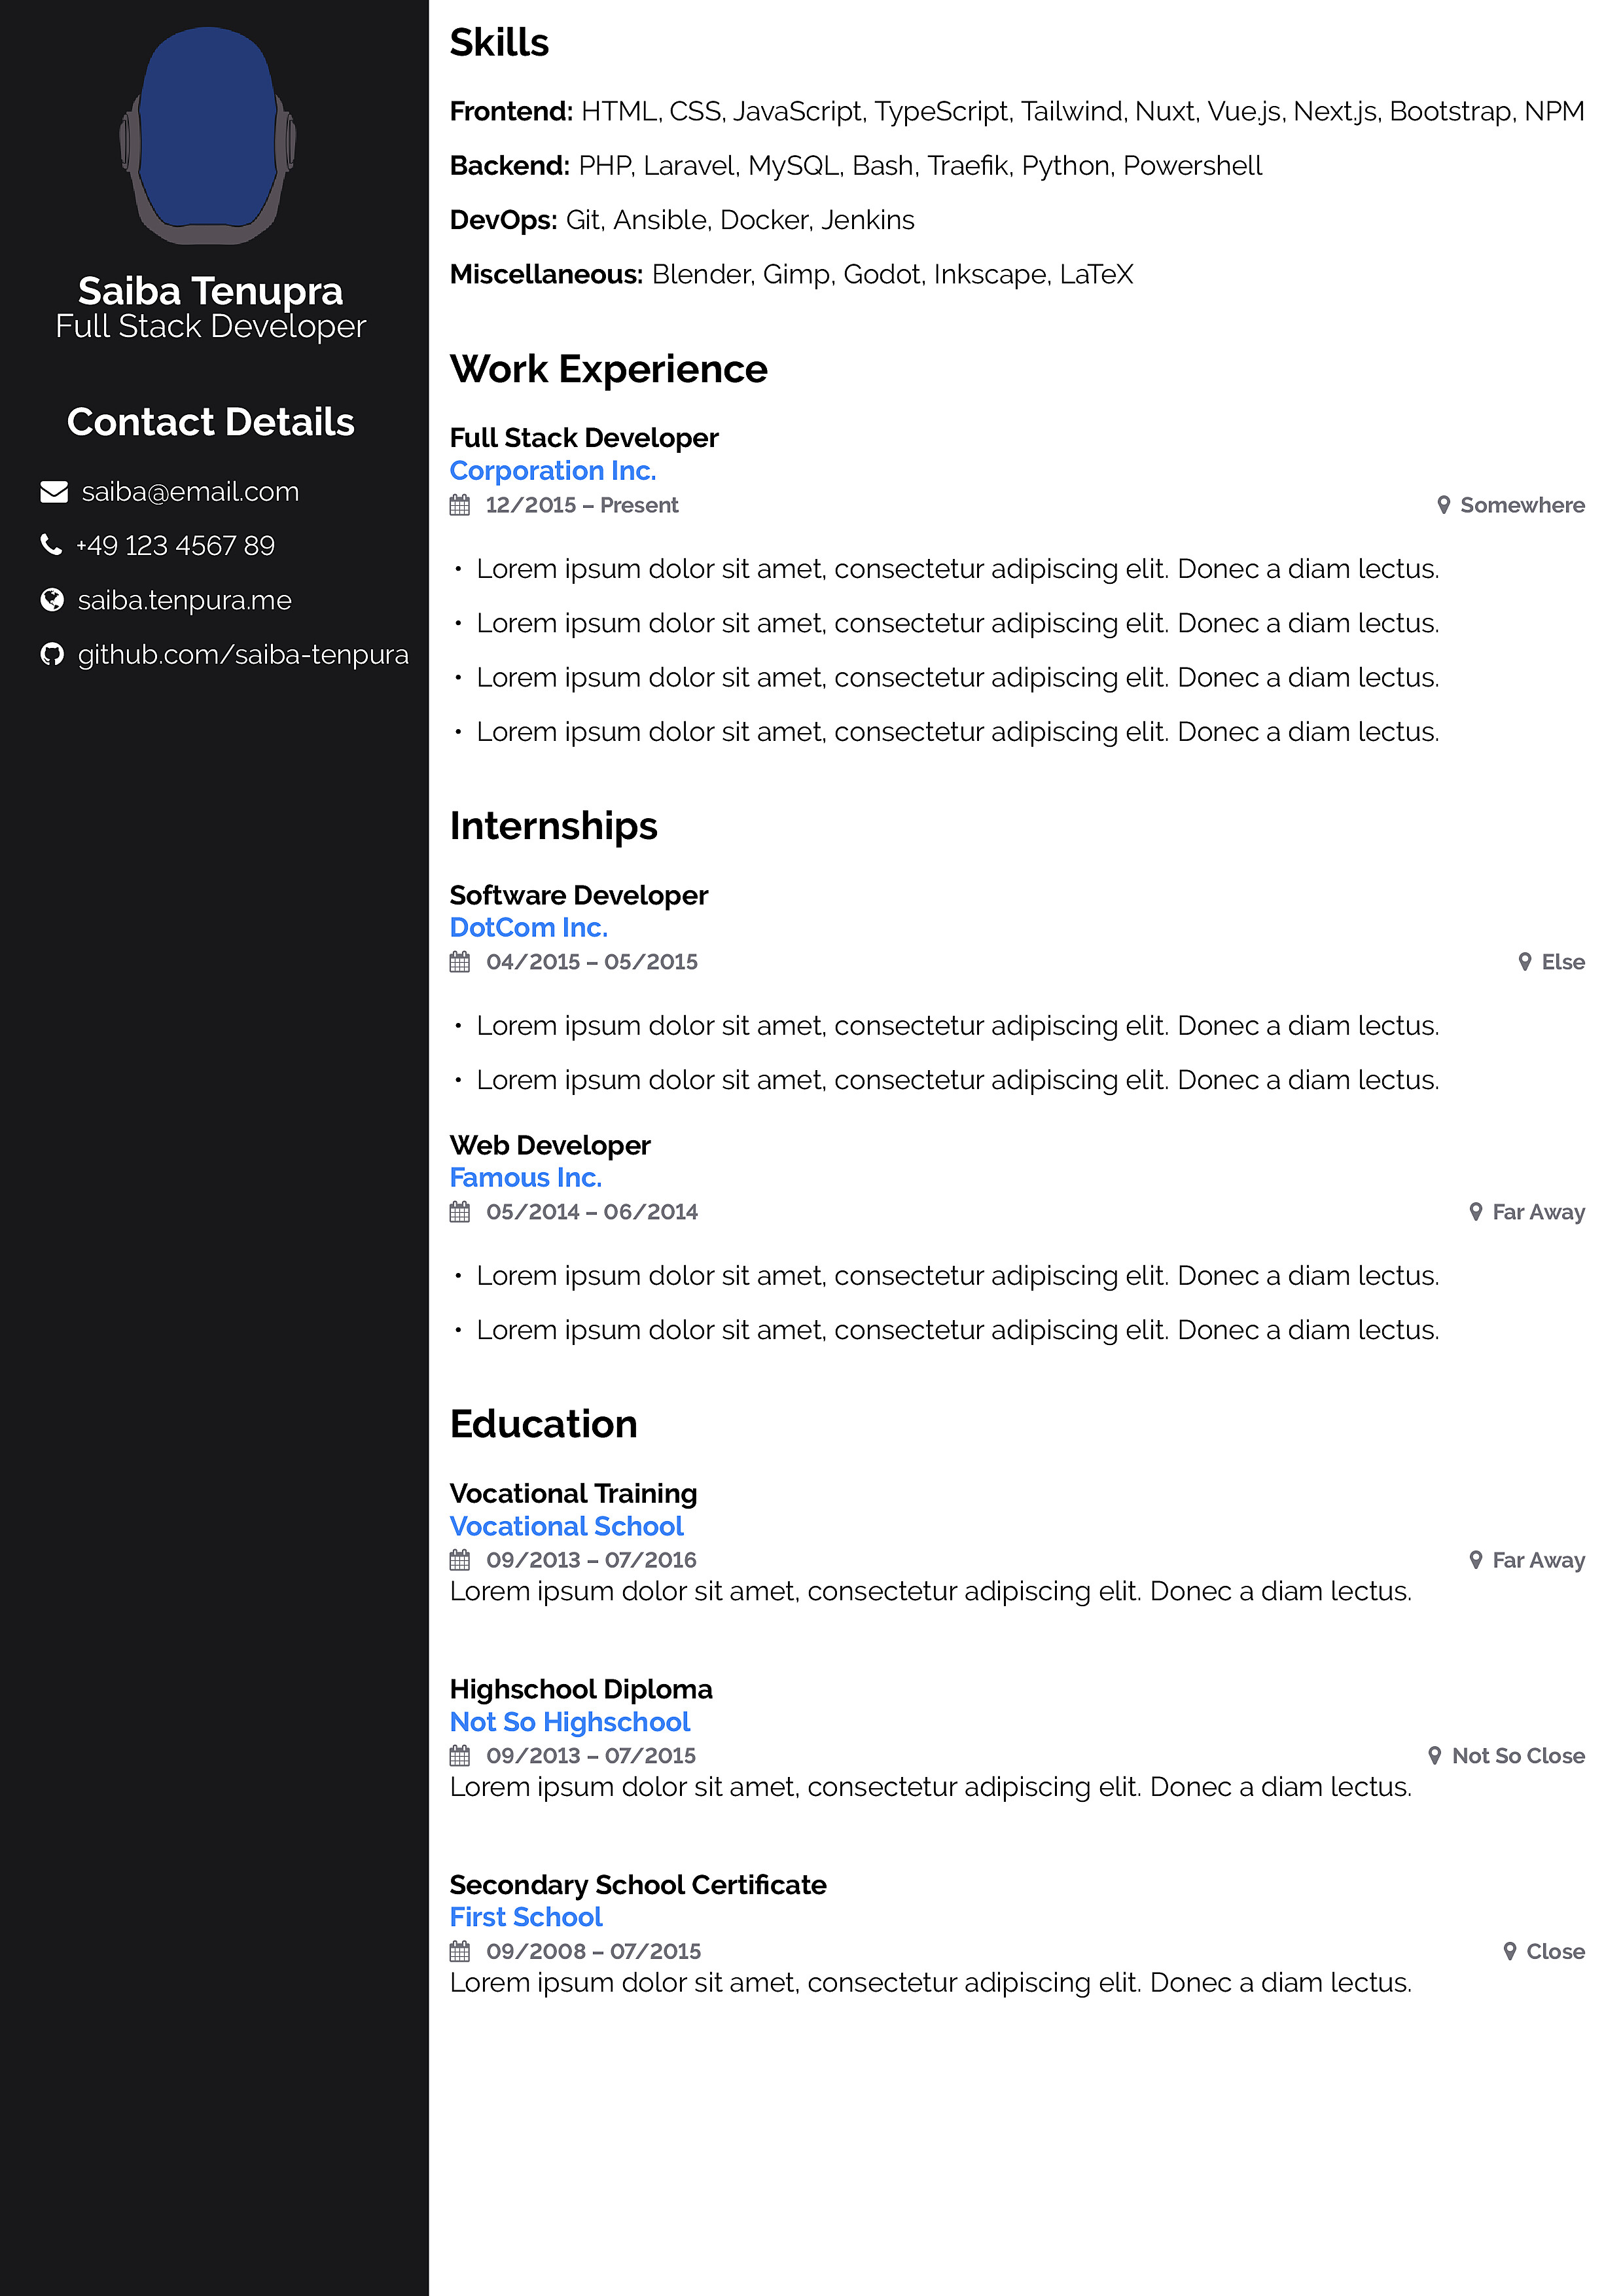 Saiba Tenupra
Full Stack Developer
Contact Details
saiba@email.com
+49 123 4567 89
saiba.tenpura.me
github.com/saiba-tenpura
Skills
Frontend: HTML, CSS, JavaScript, TypeScript, Tailwind, Nuxt, Vue.js, Next.js, Bootstrap, NPM
Backend: PHP, Laravel, MySQL, Bash, Traefik, Python, Powershell
DevOps: Git, Ansible, Docker, Jenkins
Miscellaneous: Blender, Gimp, Godot, Inkscape, LaTeX
Work Experience
Full Stack Developer
Corporation Inc.
12/2015 – Present Somewhere
• Lorem ipsum dolor sit amet, consectetur adipiscing elit. Donec a diam lectus.
• Lorem ipsum dolor sit amet, consectetur adipiscing elit. Donec a diam lectus.
• Lorem ipsum dolor sit amet, consectetur adipiscing elit. Donec a diam lectus.
• Lorem ipsum dolor sit amet, consectetur adipiscing elit. Donec a diam lectus.
Internships
Software Developer
DotCom Inc.
04/2015 – 05/2015 Else
• Lorem ipsum dolor sit amet, consectetur adipiscing elit. Donec a diam lectus.
• Lorem ipsum dolor sit amet, consectetur adipiscing elit. Donec a diam lectus.
Web Developer
Famous Inc.
05/2014 – 06/2014 Far Away
• Lorem ipsum dolor sit amet, consectetur adipiscing elit. Donec a diam lectus.
• Lorem ipsum dolor sit amet, consectetur adipiscing elit. Donec a diam lectus.
Education
Vocational Training
Vocational School
09/2013 – 07/2016 Far Away
Lorem ipsum dolor sit amet, consectetur adipiscing elit. Donec a diam lectus.
Highschool Diploma
Not So Highschool
09/2013 – 07/2015 Not So Close
Lorem ipsum dolor sit amet, consectetur adipiscing elit. Donec a diam lectus.
Secondary School Certificate
First School
09/2008 – 07/2015 Close
Lorem ipsum dolor sit amet, consectetur adipiscing elit. Donec a diam lectus.